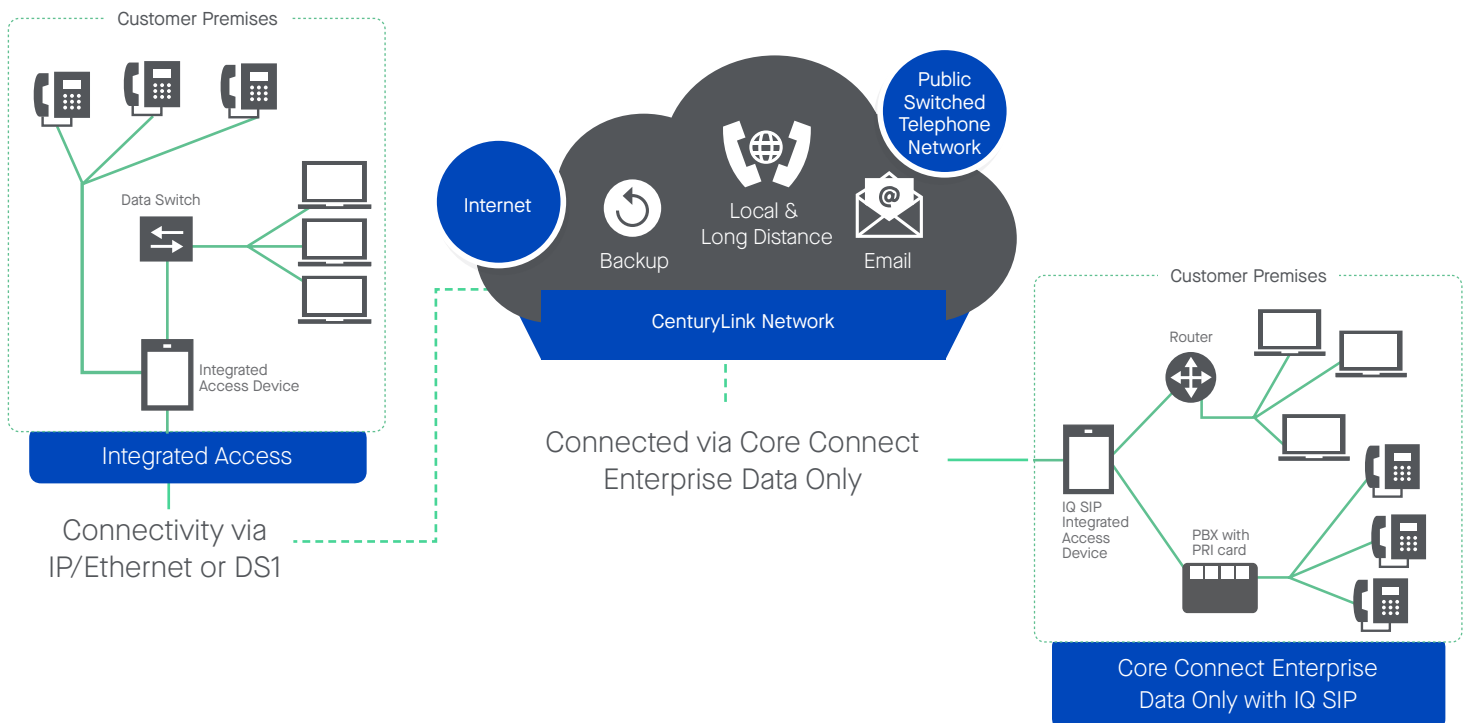 Customer Premises
Data Switch
Integrated
Access Device
Integrated Access
Connectivity via
IP/Ethernet or DS1
Internet
Public
Switched
Telephone
Network
Backup
Local &
Long Distance
@
Email
CenturyLink Network
Connected via Core Connect
Enterprise Data Only
Customer Premises
Router
IQ SIP
Integrated
Access
Device
PBX with
PRI card
Core Connect Enterprise
Data Only with IQ SIP